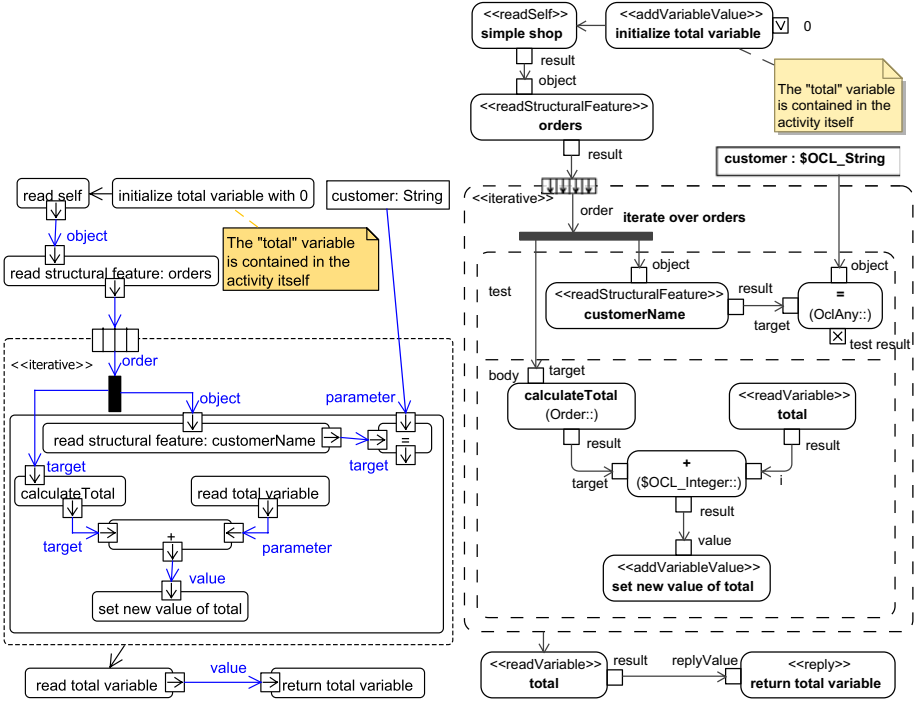 read self
initialize total variable with 0
customer: String
object
The "total" variable
is contained in the
activity itself
read structural feature: orders
order
<<iterative>>
object
parameter
read structural feature: customerName
=
target
target
calculateTotal
read total variable
+
target
parameter
value
set new value of total
read total variable
value
return total variable
<<readSelf>>
simple shop
<<addVariableValue>>
initialize total variable
0
result
object
The "total" variable
is contained in the
activity itself
<<readStructuralFeature>>
orders
result
customer : $OCL_String
<<iterative>>
order
iterate over orders
object
object
test
<<readStructuralFeature>>
customerName
result
target
=
(OclAny::)
test result
body
target
calculateTotal
(Order::)
<<readVariable>>
total
result
result
target
+
($OCL_Integer::)
i
result
value
<<addVariableValue>>
set new value of total
<<readVariable>>
total
result
replyValue
<<reply>>
return total variable